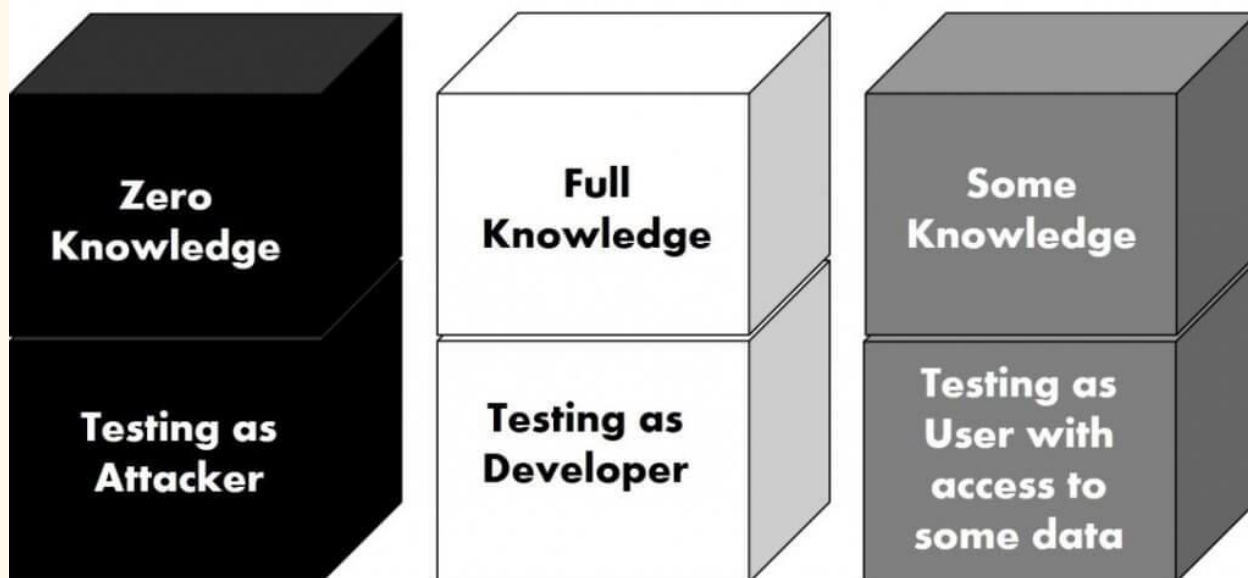 Zero
Knowledge
Testing as
Attacker
Full
Knowledge
Testing as
Developer
Some
Knowledge
Testing as
User with
access to
some data